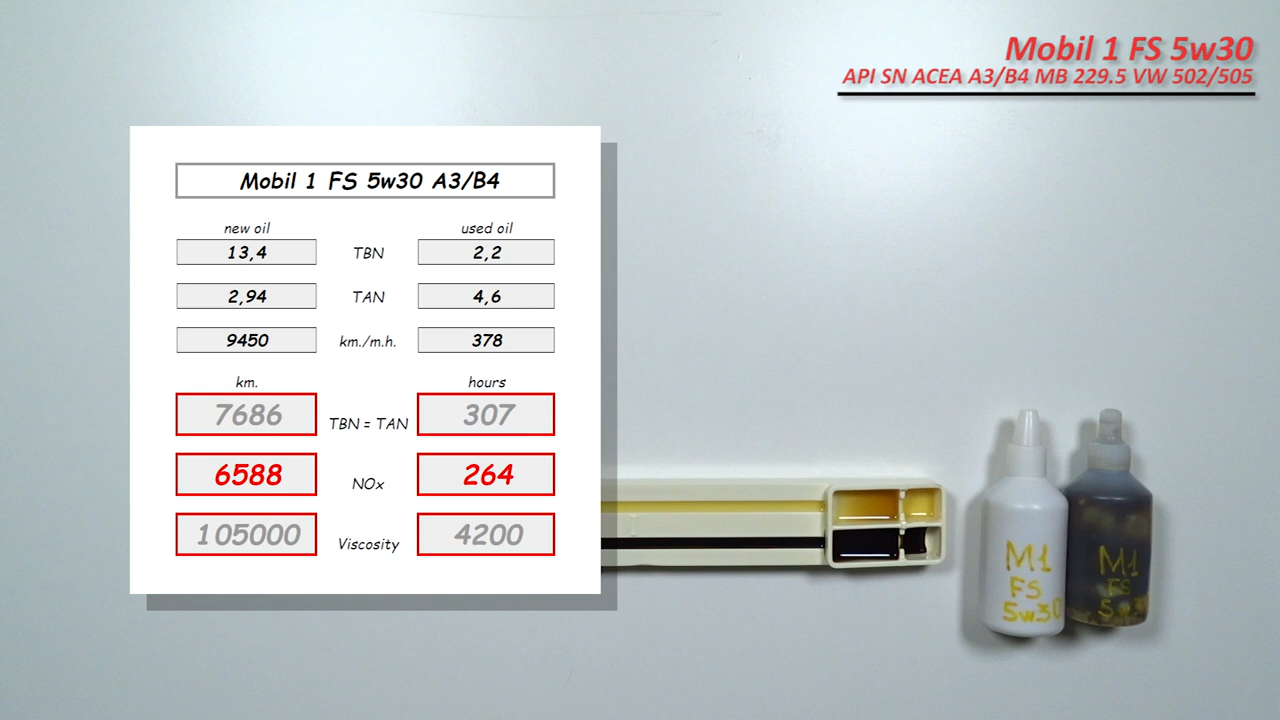 Mobil 1 FS 5w30
API SN ACEA A3/B4 MB 229.5 VW 502/505
Mobil 1 FS 5w30 A3/B4
new oil used oil
13,4 TBN 2,2
2,94 TAN 4,6
9450 km./m.h. 378
km. hours
7686 TBN = TAN 307
6588 NOx 264
105000 Viscosity 4200
M1
FS
5w30
M1
FS
5w30